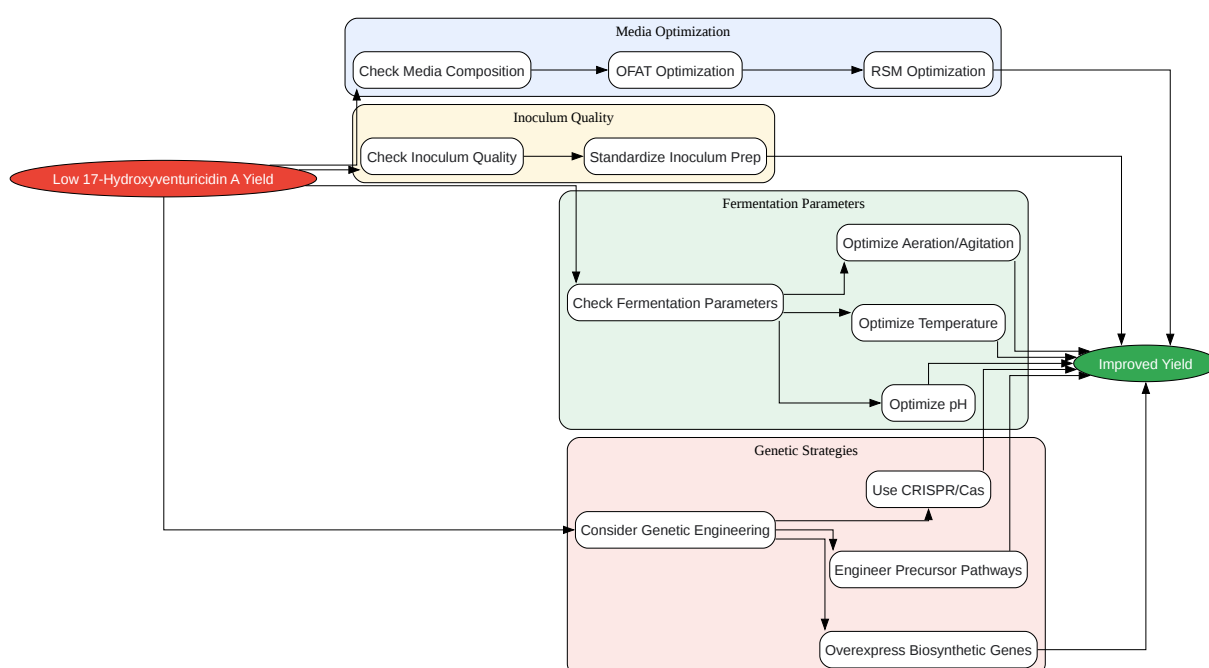 Media Optimization
Check Media Composition
OFAT Optimization
RSM Optimization
Inoculum Quality
Check Inoculum Quality
Standardize Inoculum Prep
Low 17-Hydroxyventuricidin A Yield
Fermentation Parameters
Optimize Aeration/Agitation
Check Fermentation Parameters
Optimize Temperature
Improved Yield
Optimize pH
Genetic Strategies
Use CRISPR/Cas
Consider Genetic Engineering
Engineer Precursor Pathways
Overexpress Biosynthetic Genes